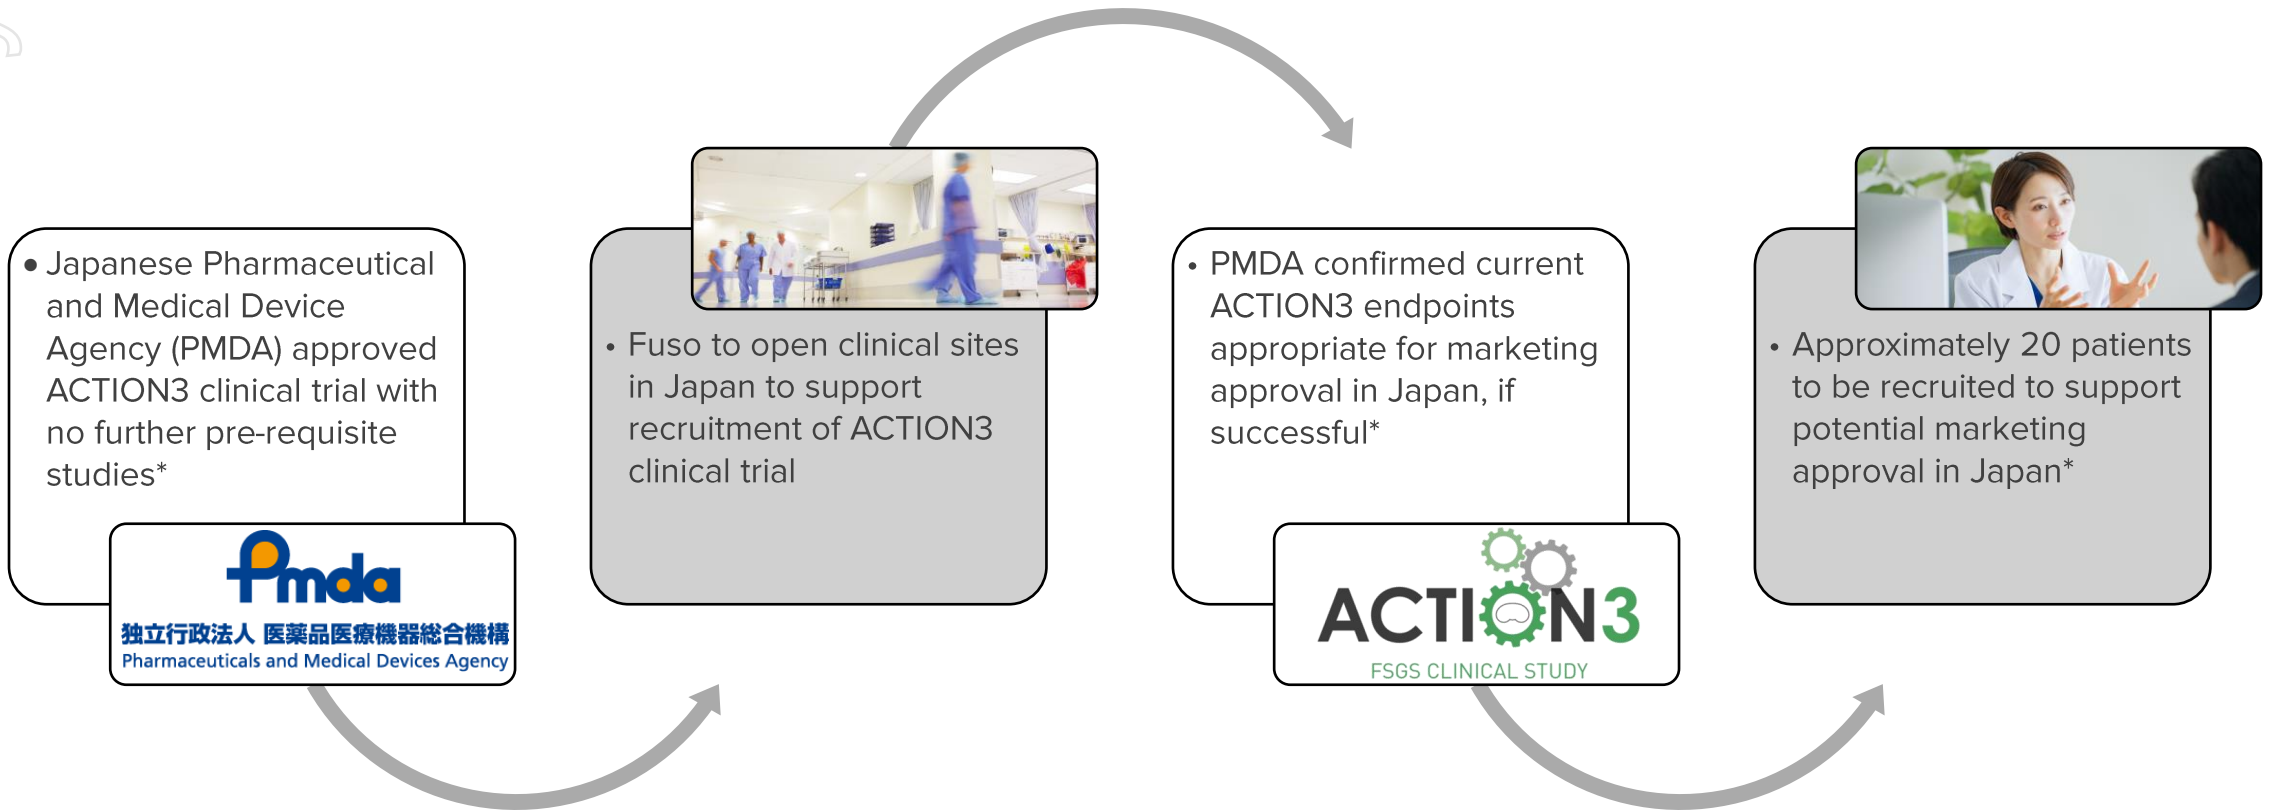 • Japanese Pharmaceutical
and Medical Device
Agency (PMDA) approved
ACTION3 clinical trial with
no further pre-requisite
studies*
Pmda
独立行政法人 医薬品医療機器総合機構
Pharmaceuticals and Medical Devices Agency
• Fuso to open clinical sites
in Japan to support
recruitment of ACTION3
clinical trial
• PMDA confirmed current
ACTION3 endpoints
appropriate for marketing
approval in Japan, if
successful*
ACTION3
FSGS CLINICAL STUDY
• Approximately 20 patients
to be recruited to support
potential marketing
approval in Japan*